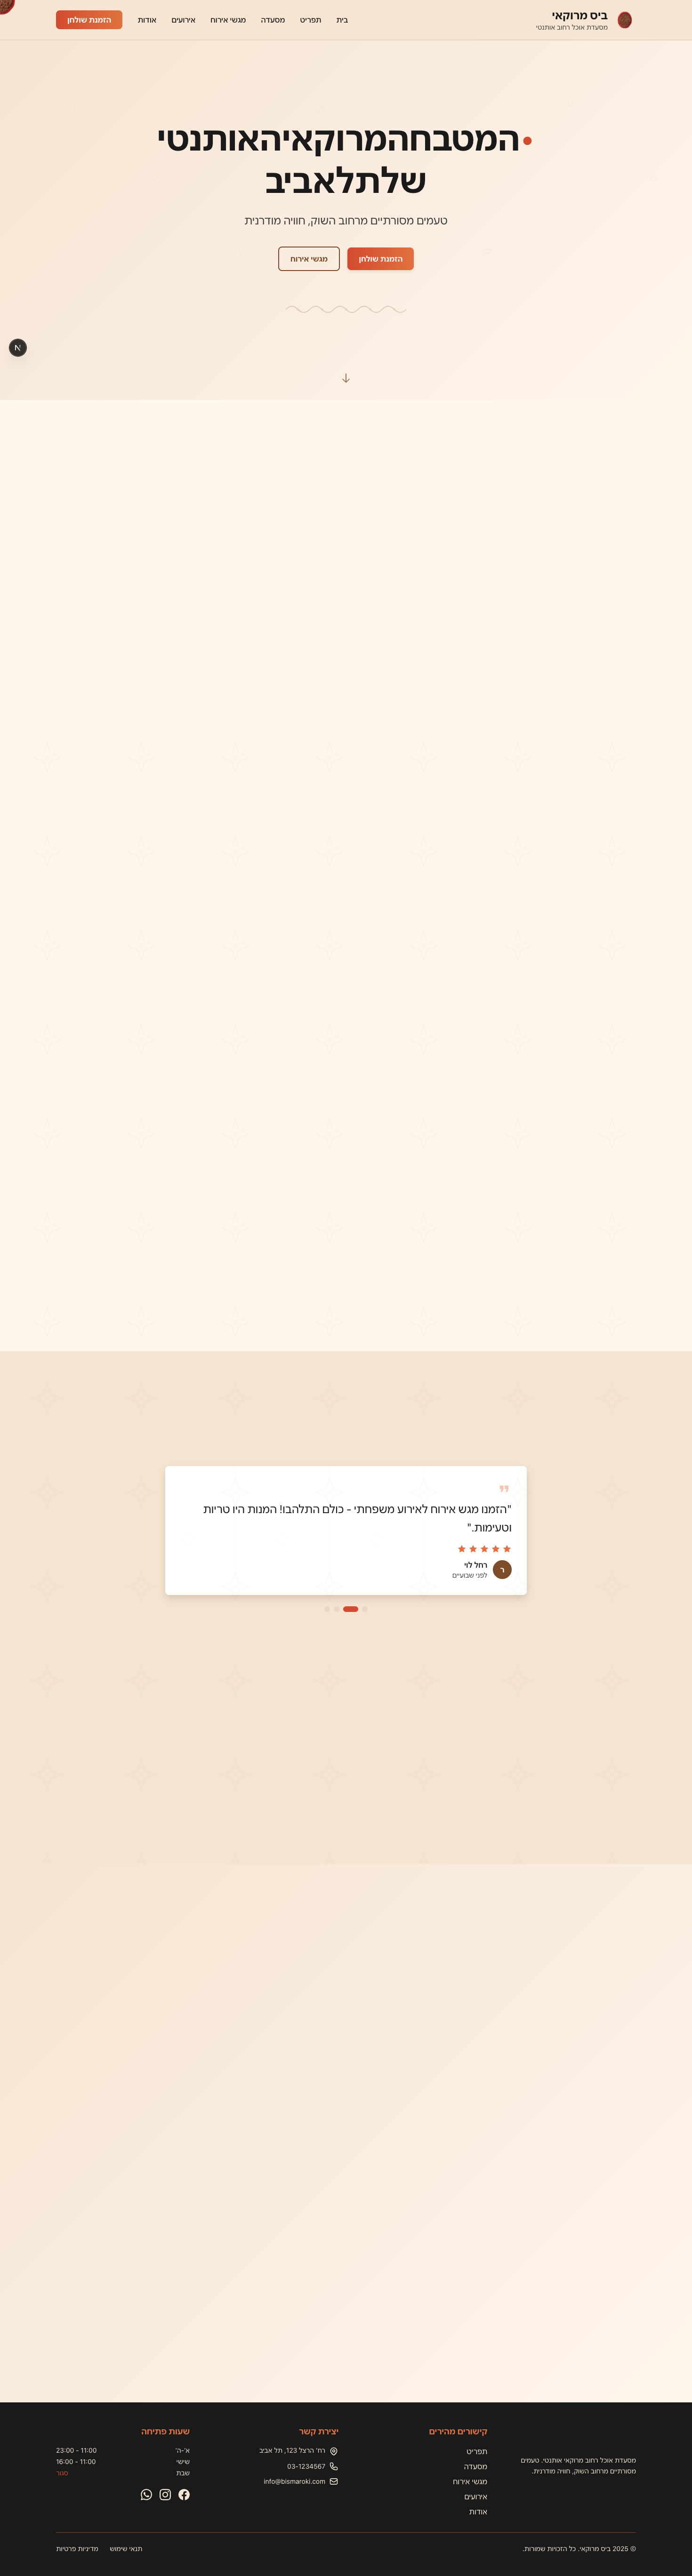 ביס מרוקאי
מסעדת אוכל רחוב אותנטי
בית
תפריט
מסעדה
מגשי אירוח
אירועים
אודות
הזמנת שולחן
המטבחהמרוקאיהאותנטי
שלתלאביב
טעמים מסורתיים מרחוב השוק, חוויה מודרנית
הזמנת שולחן
מגשי אירוח
N
"הזמנו מגש אירוח לאירוע משפחתי - כולם התלהבו! המנות היו טריות
וטעימות."
ר
רחל לוי
לפני שבועיים
מסעדת אוכל רחוב מרוקאי אותנטי. טעמים
מסורתיים מרחוב השוק, חוויה מודרנית.
קישורים מהירים
תפריט
מסעדה
מגשי אירוח
אירועים
אודות
יצירת קשר
רח' הרצל 123, תל אביב
03-1234567
info@bismaroki.com
שעות פתיחה
א'-ה' 11:00 - 23:00
שישי 11:00 - 16:00
שבת סגור
© 2025 ביס מרוקאי. כל הזכויות שמורות.
תנאי שימוש
מדיניות פרטיות